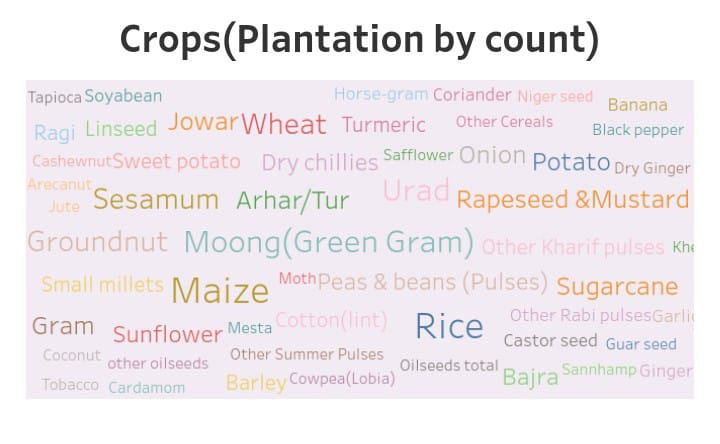 Crops(Plantation by count)
Tapioca Soyabean Horse-gram Coriander Niger seed Banana
Ragi Linseed Jowar Wheat Turmeric Other Cereals Black pepper
Cashewnut Sweet potato Dry chillies Safflower Onion Potato Dry Ginger
Arecanut
Jute Sesamum Arhar/Tur Urad Rapeseed &Mustard
Groundnut Moong(Green Gram) Other Kharif pulses Khe
Small millets Maize Moth Peas & beans (Pulses) Sugarcane
Gram Sunflower Mesta Cotton(lint) Rice Other Rabi pulses Garlic
Castor seed Guar seed
Coconut other oilseeds Other Summer Pulses Oilseeds total
Tobacco Cardamom Barley Cowpea(Lobia) Bajra Sannhamp Ginger